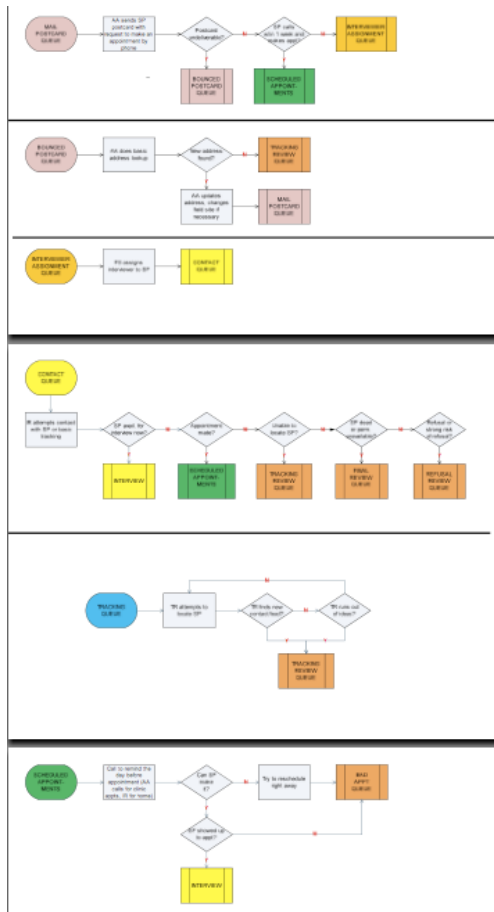 MAIL
POSTCARD
QUEUE
AA sends SP
postcard with
request to make an
appointment by
phone
Postcard
undeliverable?
N
SP calls
w/in 1 week and
makes appt?
N
INTERVIEWER
ASSIGNMENT
QUEUE
Y
Y
BOUNCED
POSTCARD
QUEUE
SCHEDULED
APPOINT-
MENTS
BOUNCED
POSTCARD
QUEUE
AA does basic
address lookup
New address
found?
N
TRACKING
REVIEW
QUEUE
Y
AA updates
address, changes
field site if
necessary
MAIL
POSTCARD
QUEUE
INTERVIEWER
ASSIGNMENT
QUEUE
FS assigns
interviewer to SP
CONTACT
QUEUE
CONTACT
QUEUE
IR attempts contact
with SP or basic
tracking
SP avail. for
interview now?
N
Appointment
made?
N
Unable to
locate SP?
N
SP dead
or perm
unavailable?
N
Refusal or
strong risk
of refusal?
Y
Y
Y
Y
Y
INTERVIEW
SCHEDULED
APPOINT-
MENTS
TRACKING
REVIEW
QUEUE
FINAL
REVIEW
QUEUE
REFUSAL
REVIEW QUEUE
N
TRACKING
QUEUE
TR attempts to
locate SP
TR finds new
contact lead?
N
TR runs out
of ideas?
Y
Y
TRACKING
REVIEW
QUEUE
SCHEDULED
APPOINT-
MENTS
Call to remind the
day before
appointment (AA
calls for clinic
appts, IR for home)
Can SP
make
it?
N
Try to reschedule
right away
BAD
APPT
QUEUE
Y
SP showed up
to appt?
N
Y
INTERVIEW